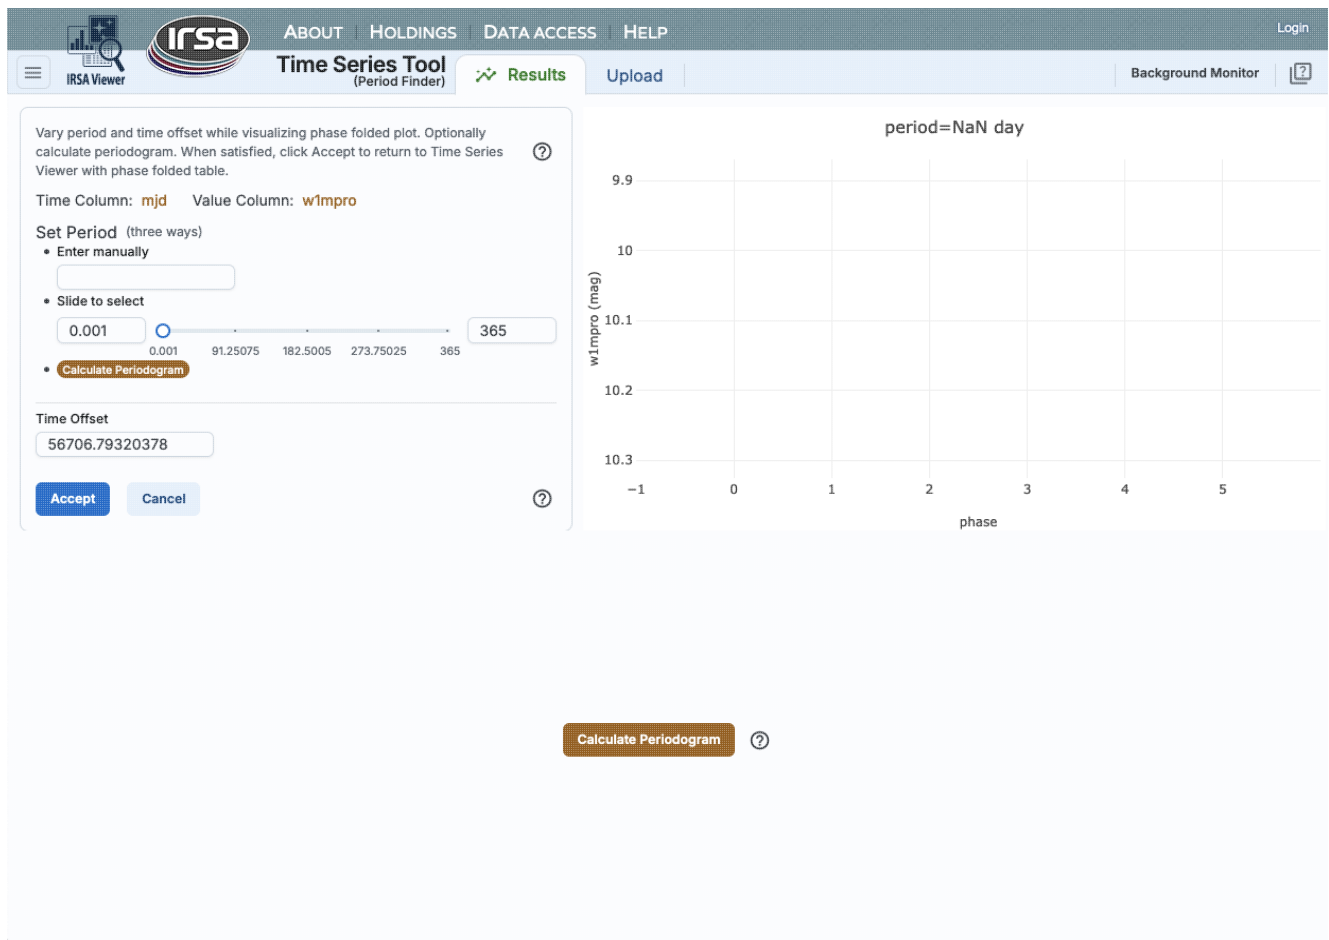 IRSA Viewer
irsa
ABOUT
HOLDINGS
DATA ACCESS
HELP
Login
Time Series Tool
(Period Finder)
Results
Upload
Background Monitor
?
Vary period and time offset while visualizing phase folded plot. Optionally
calculate periodogram. When satisfied, click Accept to return to Time Series
Viewer with phase folded table.
?
Time Column: mjd Value Column: w1mpro
Set Period (three ways)
• Enter manually
• Slide to select
0.001
365
0.001 91.25075 182.5005 273.75025 365
• Calculate Periodogram
Time Offset
56706.79320378
Accept
Cancel
?
period=NaN day
9.9
10
10.1
10.2
10.3
w1mpro (mag)
−1 0 1 2 3 4 5
phase
Calculate Periodogram
?